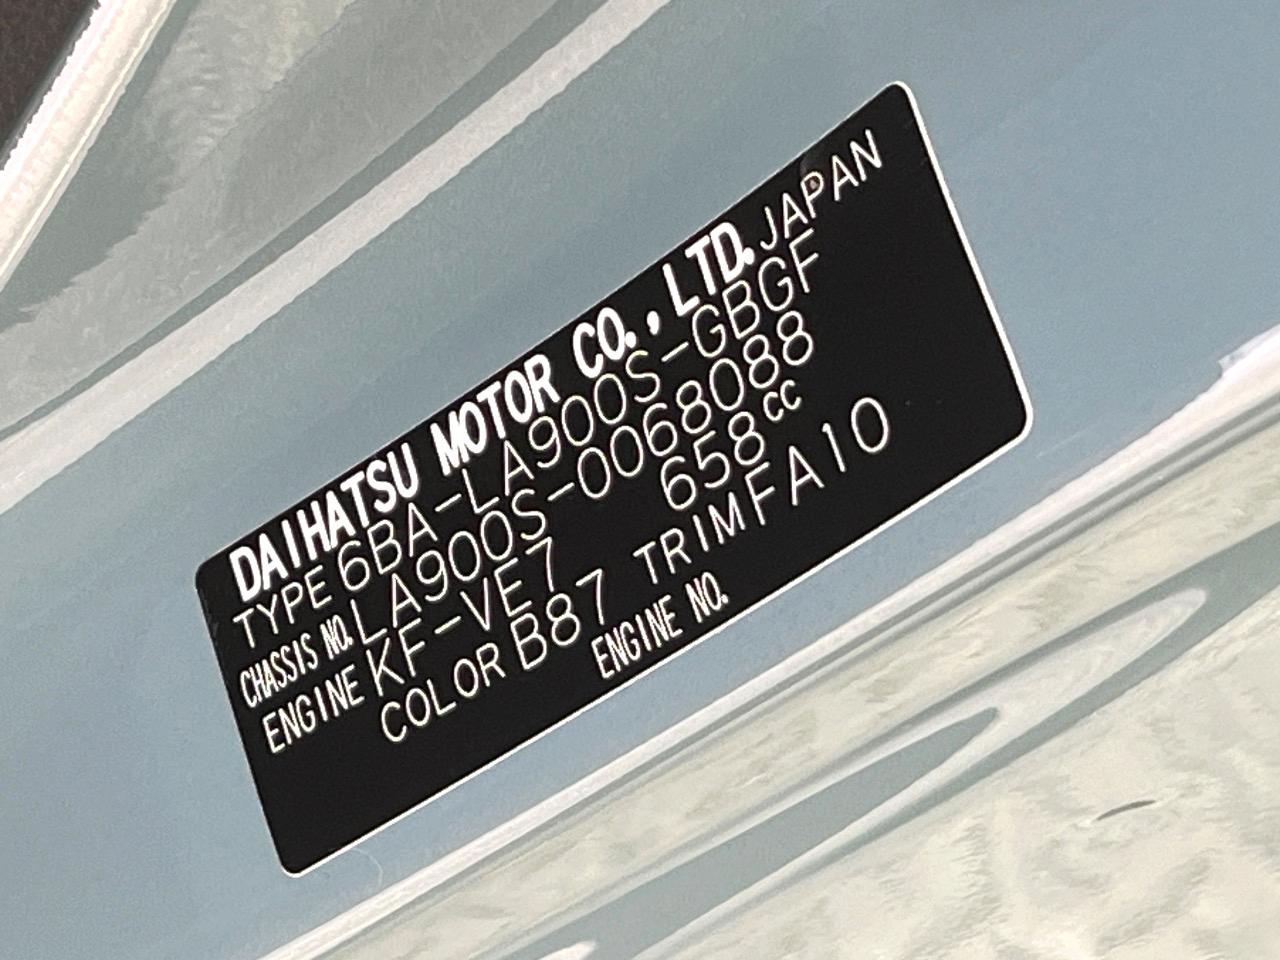 DAIHATSU MOTOR CO., LTD. JAPAN
TYPE 6BA-LA900S-GBGF
CHASSIS NO. LA900S-0068088
ENGINE KF-VE7 658cc
COLOR B87 TRIM FA10
ENGINE NO.